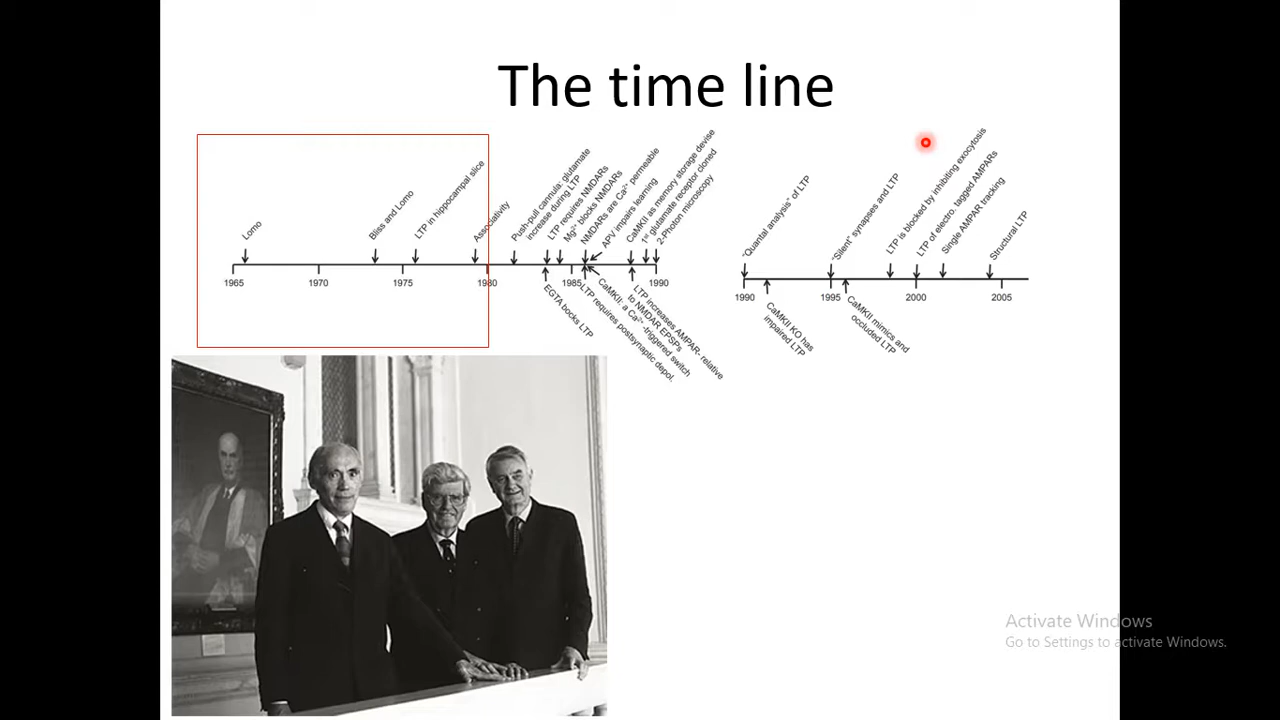 The time line
Lomo
Bliss and Lomo
LTP in hippocampal slice
Associativity
Push-pull cannula: glutamate
increase during LTP
LTP requires NMDARs
Mg²⁺ blocks NMDARs
NMDARs are Ca²⁺ permeable
APV impairs learning
CaMKII as memory storage devise
1st glutamate receptor cloned
2-Photon microscopy
1965
1970
1975
1980
1985
1990
EGTA bocks LTP
LTP requires postsynaptic depol.
CaMKII: a Ca²⁺-triggered switch
LTP increases AMPAR- relative
to NMDAR EPSPs
"Quantal analysis" of LTP
"Silent" synapses and LTP
LTP is blocked by inhibiting exocytosis
LTP of electro. tagged AMPARs
Single AMPAR tracking
Structural LTP
1990
1995
2000
2005
CaMKII KO has
impaired LTP
CaMKII mimics and
occluded LTP
Activate Windows
Go to Settings to activate Windows.